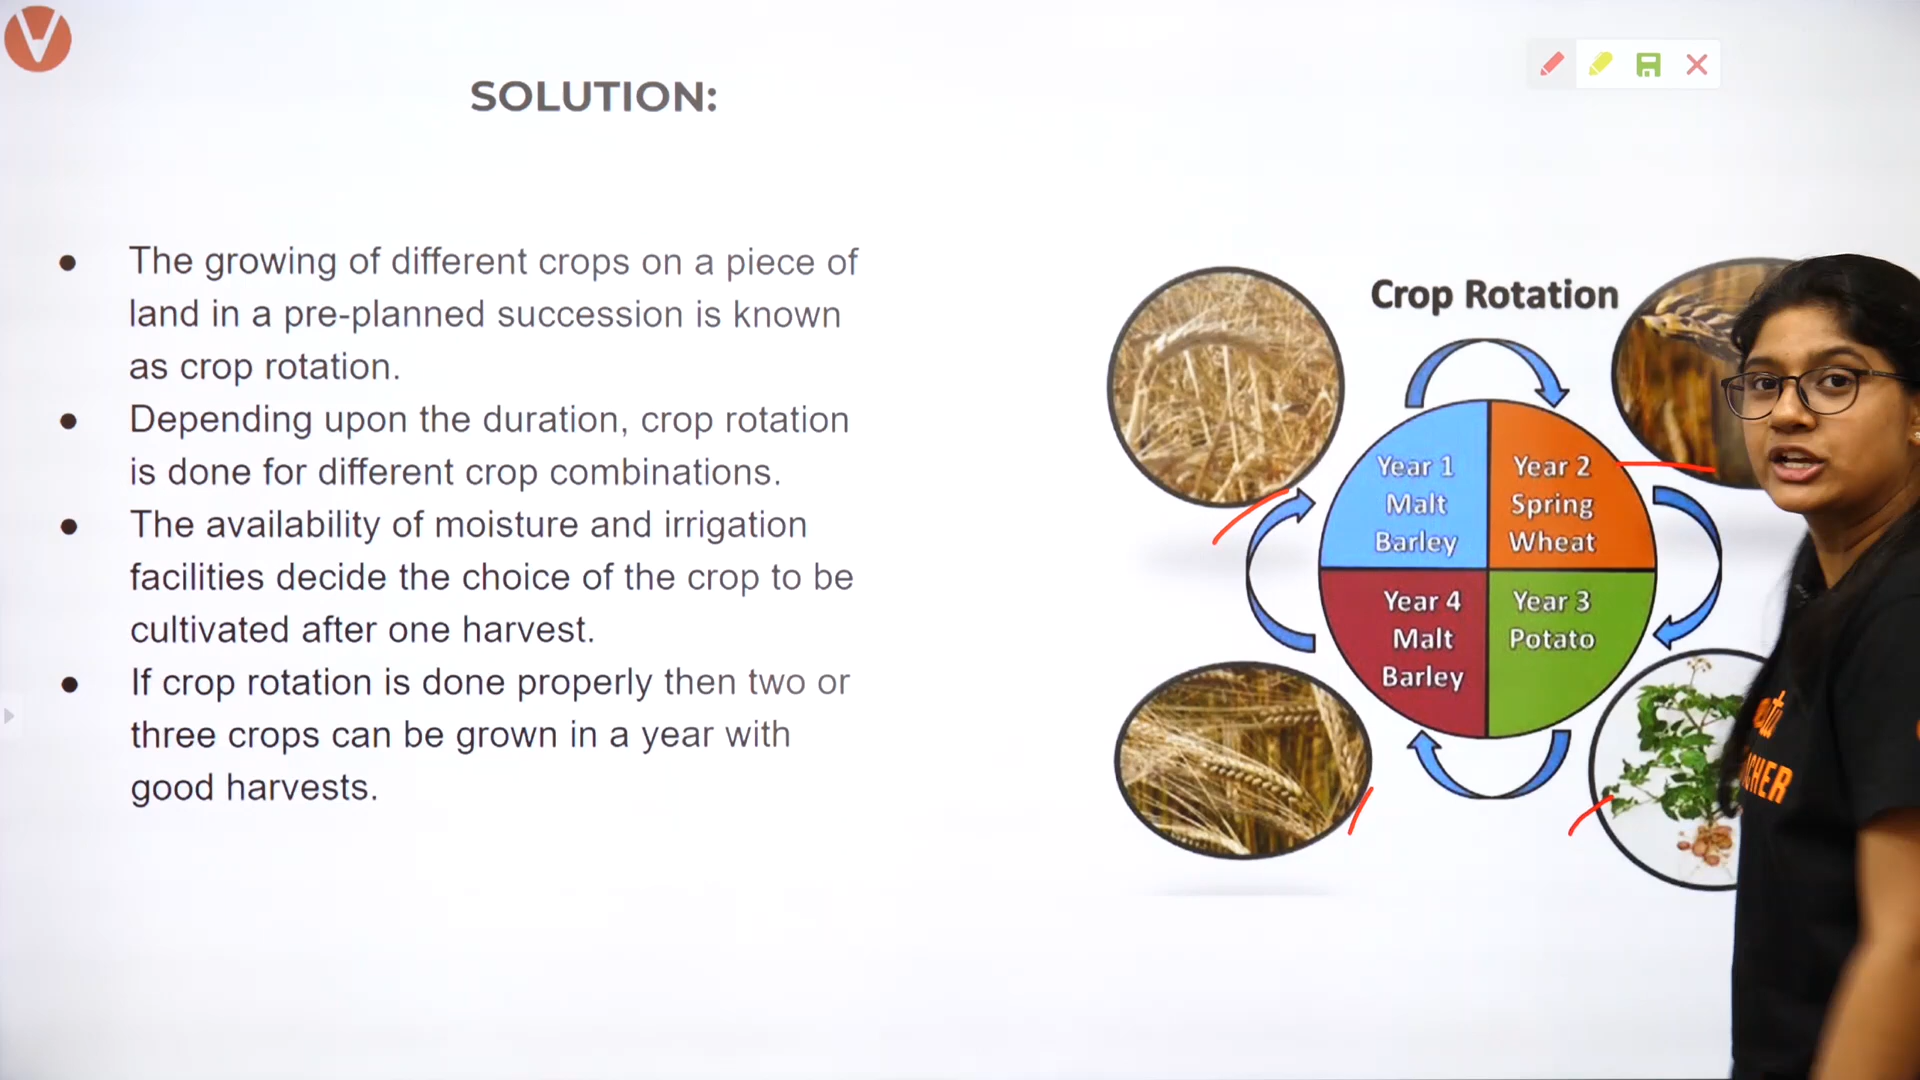 SOLUTION:
● The growing of different crops on a piece of
land in a pre-planned succession is known
as crop rotation.
● Depending upon the duration, crop rotation
is done for different crop combinations.
● The availability of moisture and irrigation
facilities decide the choice of the crop to be
cultivated after one harvest.
● If crop rotation is done properly then two or
three crops can be grown in a year with
good harvests.
Crop Rotation
Year 1
Malt
Barley
Year 2
Spring
Wheat
Year 4
Malt
Barley
Year 3
Potato